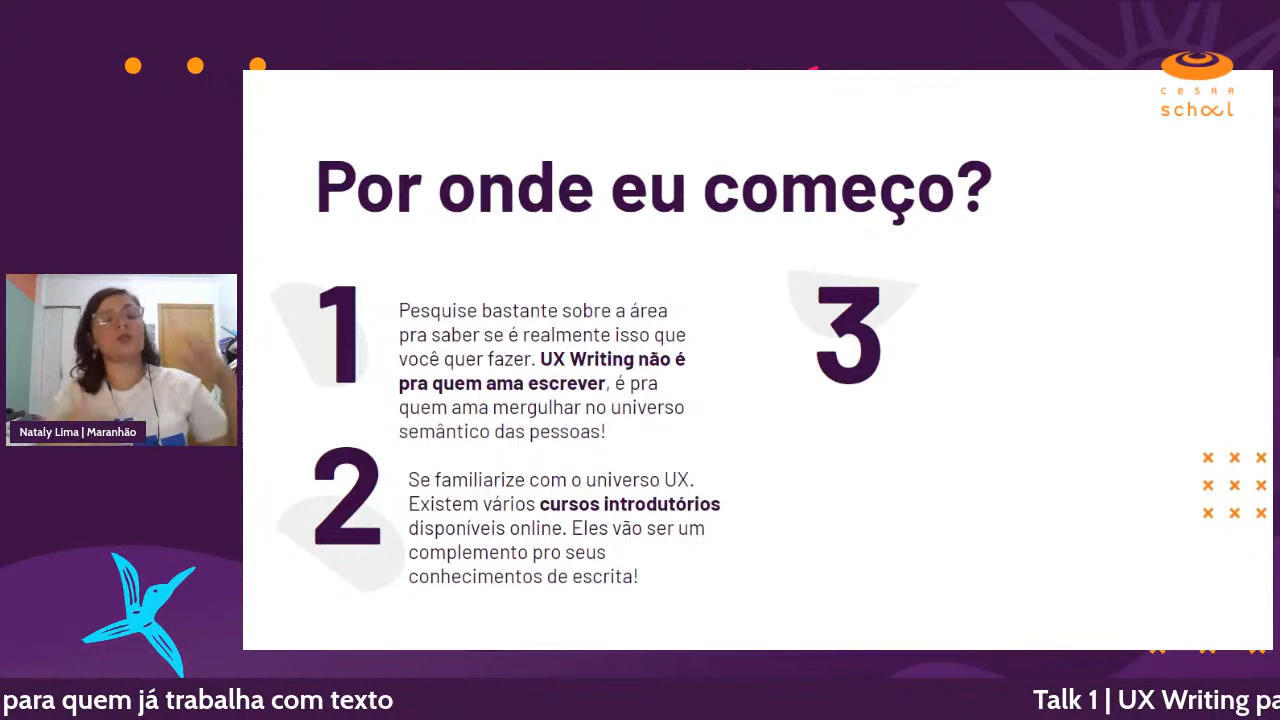 cesar
school
Por onde eu começo?
1
Pesquise bastante sobre a área
pra saber se é realmente isso que
você quer fazer. UX Writing não é
pra quem ama escrever, é pra
quem ama mergulhar no universo
semântico das pessoas!
2
Se familiarize com o universo UX.
Existem vários cursos introdutórios
disponíveis online. Eles vão ser um
complemento pro seus
conhecimentos de escrita!
3
Nataly Lima | Maranhão
para quem já trabalha com texto
Talk 1 | UX Writing pa